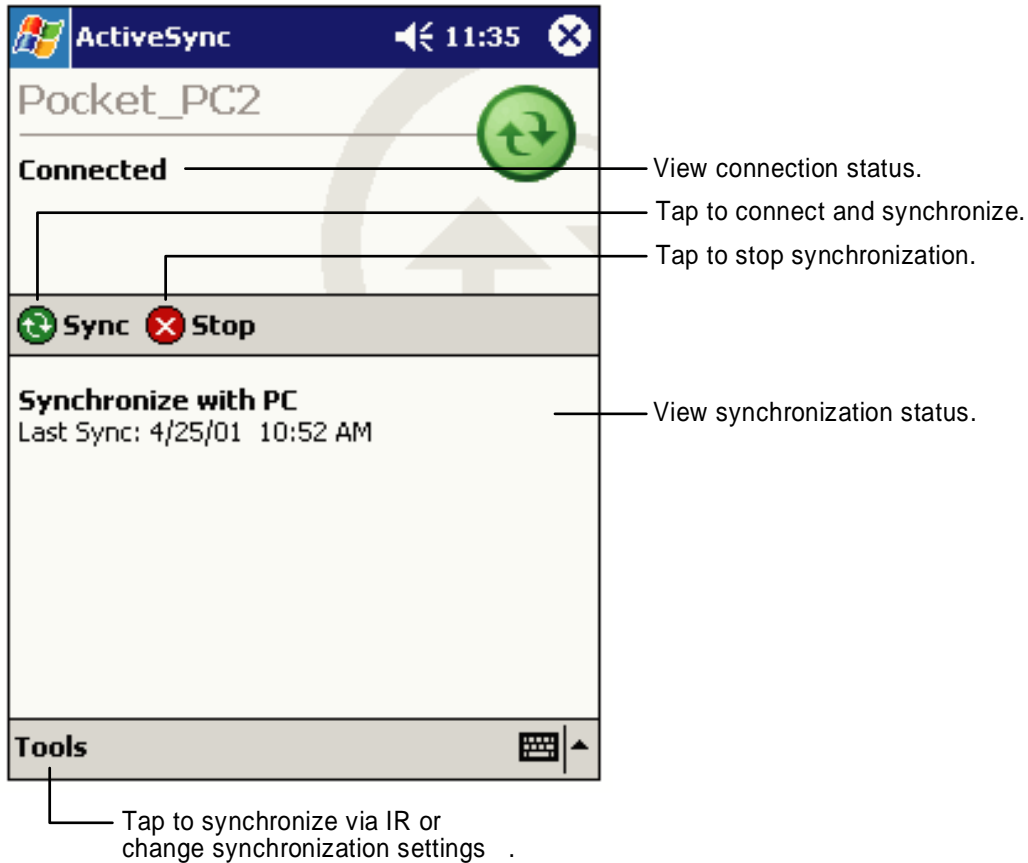 ActiveSync 11:35
Pocket_PC2
Connected
View connection status.
Tap to connect and synchronize.
Tap to stop synchronization.
Sync Stop
Synchronize with PC
Last Sync: 4/25/01 10:52 AM
View synchronization status.
Tools
Tap to synchronize via IR or
change synchronization settings .